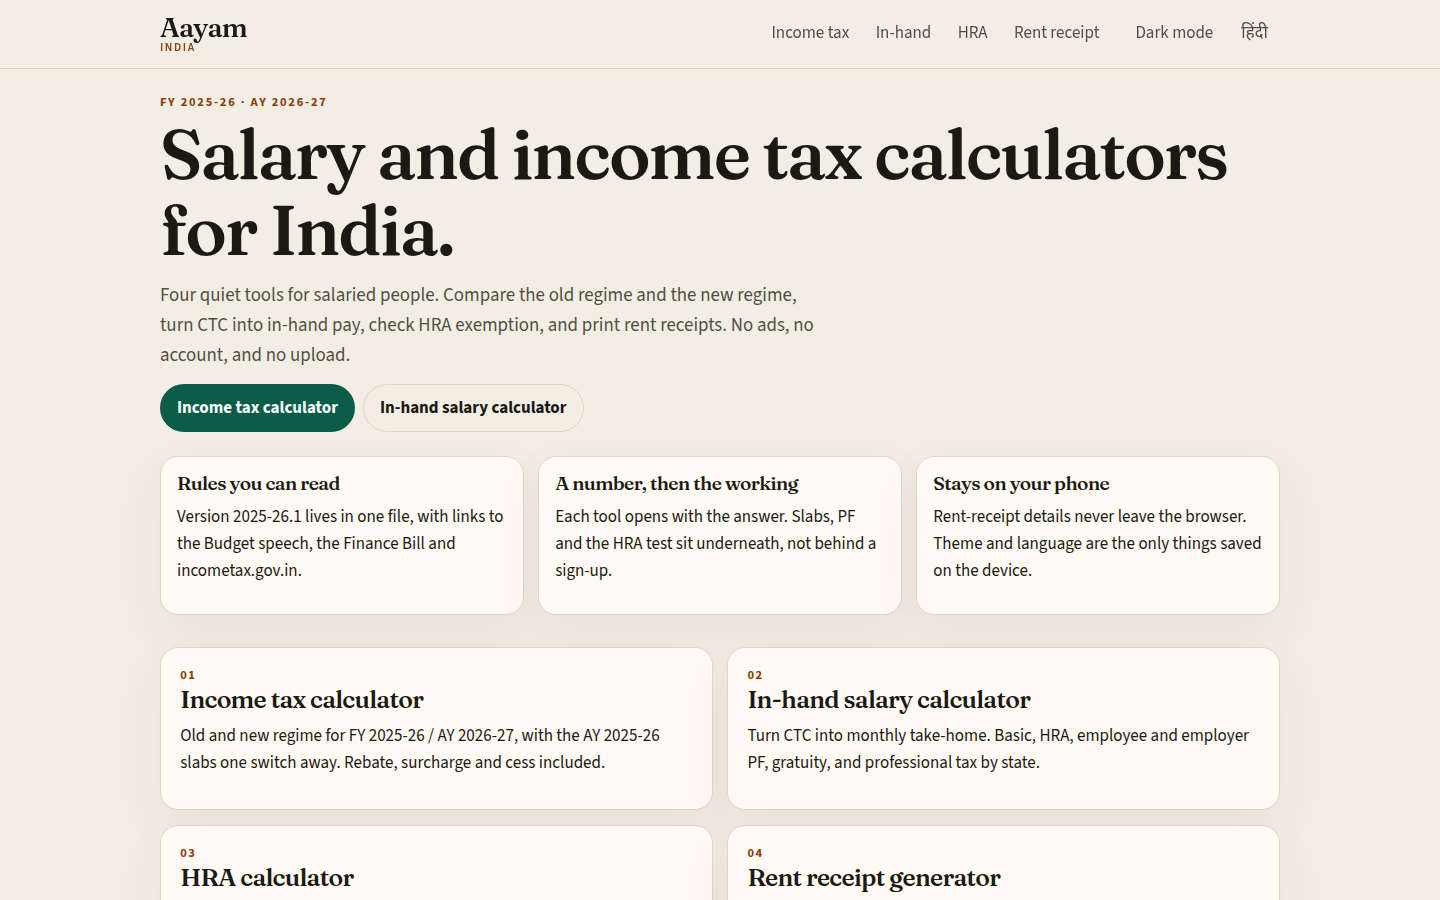 Aayam
INDIA
Income tax
In-hand
HRA
Rent receipt
Dark mode
हिंदी
FY 2025-26 · AY 2026-27
Salary and income tax calculators
for India.
Four quiet tools for salaried people. Compare the old regime and the new regime,
turn CTC into in-hand pay, check HRA exemption, and print rent receipts. No ads, no
account, and no upload.
Income tax calculator
In-hand salary calculator
Rules you can read
Version 2025-26.1 lives in one file, with links to
the Budget speech, the Finance Bill and
incometax.gov.in.
A number, then the working
Each tool opens with the answer. Slabs, PF
and the HRA test sit underneath, not behind a
sign-up.
Stays on your phone
Rent-receipt details never leave the browser.
Theme and language are the only things saved
on the device.
01
Income tax calculator
Old and new regime for FY 2025-26 / AY 2026-27, with the AY 2025-26
slabs one switch away. Rebate, surcharge and cess included.
02
In-hand salary calculator
Turn CTC into monthly take-home. Basic, HRA, employee and employer
PF, gratuity, and professional tax by state.
03
HRA calculator
04
Rent receipt generator